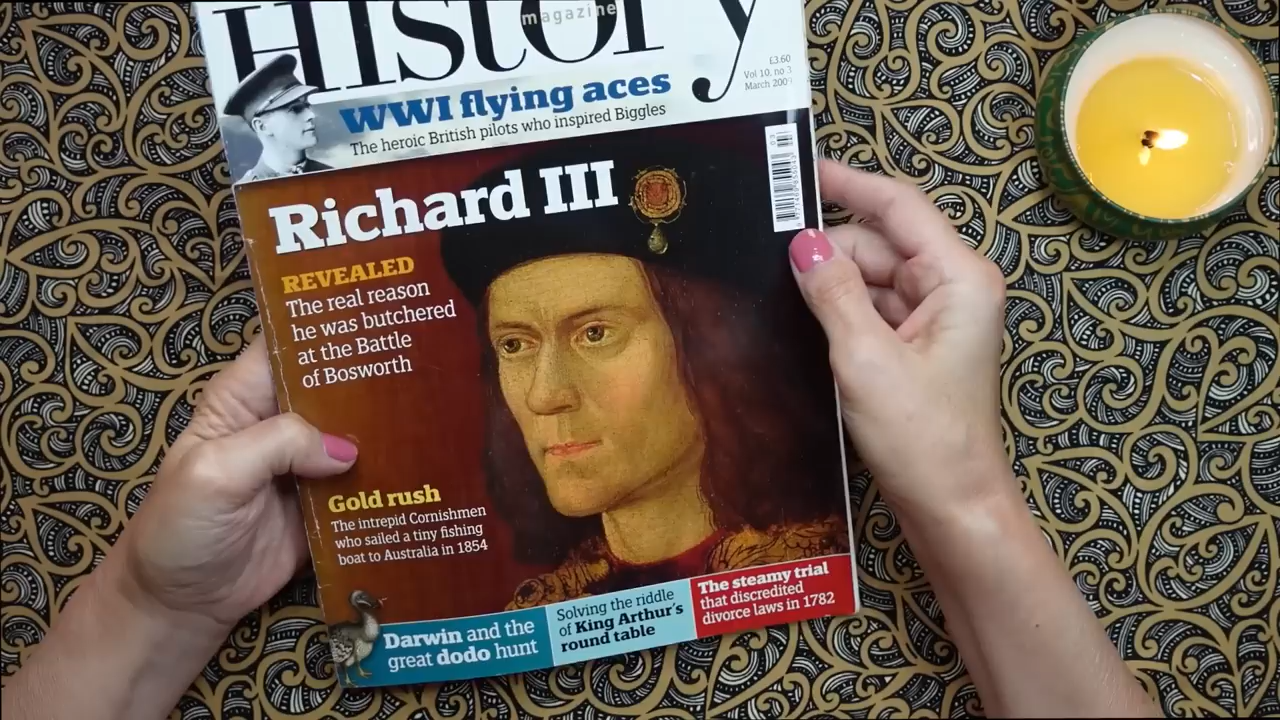 History
magazine
£3.60
Vol 10, no 3
March 2009
WWI flying aces
The heroic British pilots who inspired Biggles
Richard III
REVEALED
The real reason
he was butchered
at the Battle
of Bosworth
Gold rush
The intrepid Cornishmen
who sailed a tiny fishing
boat to Australia in 1854
Darwin and the
great dodo hunt
Solving the riddle
of King Arthur's
round table
The steamy trial
that discredited
divorce laws in 1782